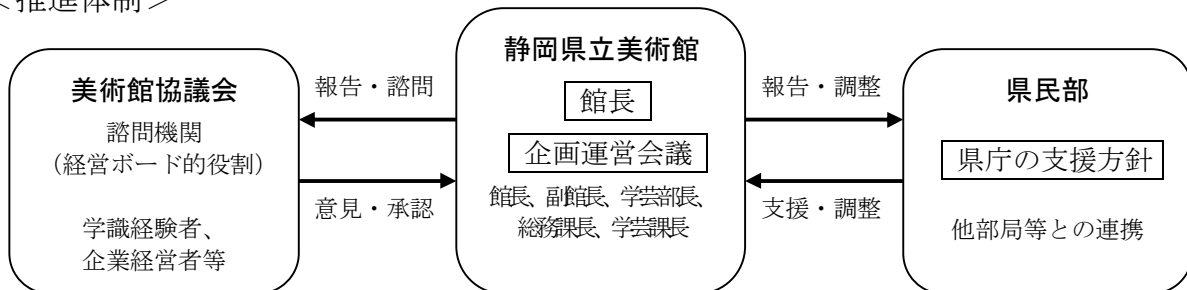 ＜推進体制＞
美術館協議会
諮問機関
（経営ボード的役割）
学識経験者、
企業経営者等
報告・諮問
意見・承認
静岡県立美術館
館長
企画運営会議
館長、副館長、学芸部長、
総務課長、学芸課長
報告・調整
支援・調整
県民部
県庁の支援方針
他部局等との連携